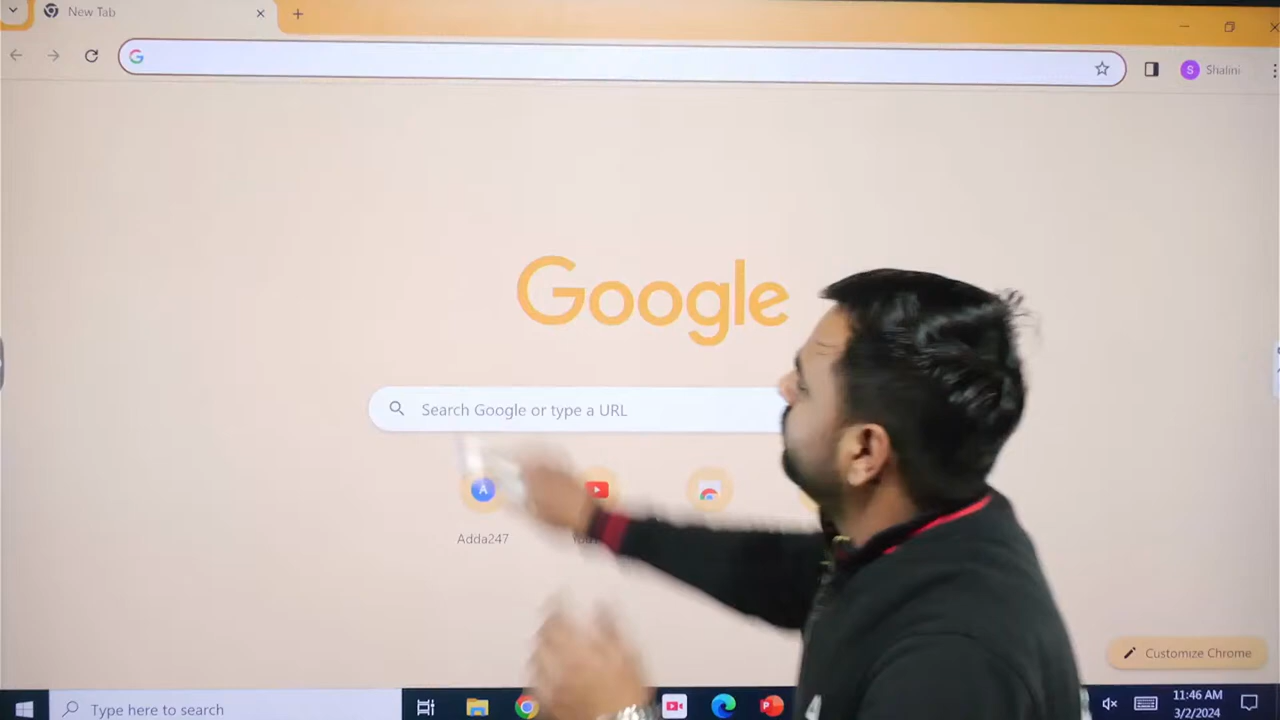 New Tab
Shalini
Google
Search Google or type a URL
Adda247
Customize Chrome
Type here to search
11:46 AM
3/2/2024